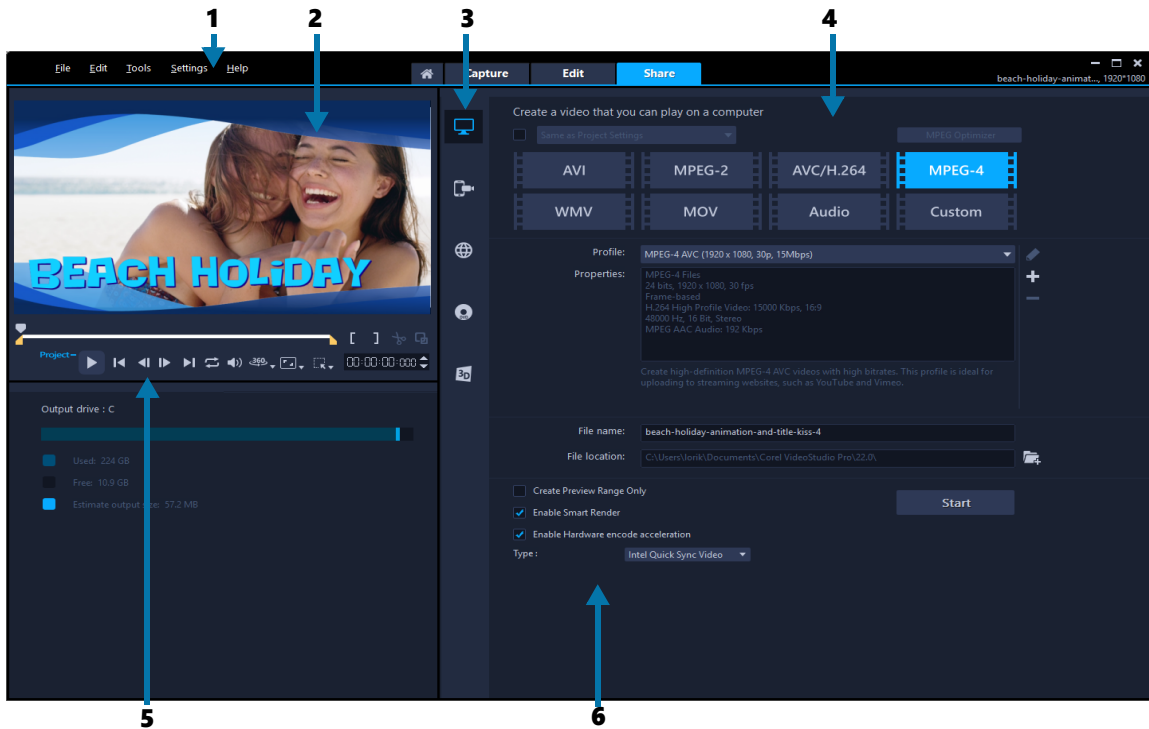 1 2 3 4
File Edit Tools Settings Help
Capture Edit Share
beach-holiday-animat..., 1920*1080
BEACH HOLiDAY
Project
360
00:00:00:000
Output drive : C
Used: 224 GB
Free: 10.9 GB
Estimate output size: 57.2 MB
3D
Create a video that you can play on a computer
Same as Project Settings
MPEG Optimizer
AVI MPEG-2 AVC/H.264 MPEG-4
WMV MOV Audio Custom
Profile: MPEG-4 AVC (1920 x 1080, 30p, 15Mbps)
Properties: MPEG-4 Files
24 bits, 1920 x 1080, 30 fps
Frame-based
H.264 High Profile Video: 15000 Kbps, 16:9
48000 Hz, 16 Bit, Stereo
MPEG AAC Audio: 192 Kbps
Create high-definition MPEG-4 AVC videos with high bitrates. This profile is ideal for
uploading to streaming websites, such as YouTube and Vimeo.
File name: beach-holiday-animation-and-title-kiss-4
File location: C:\Users\lorik\Documents\Corel VideoStudio Pro\22.0\
Create Preview Range Only
Enable Smart Render
Enable Hardware encode acceleration
Type : Intel Quick Sync Video
Start
5 6